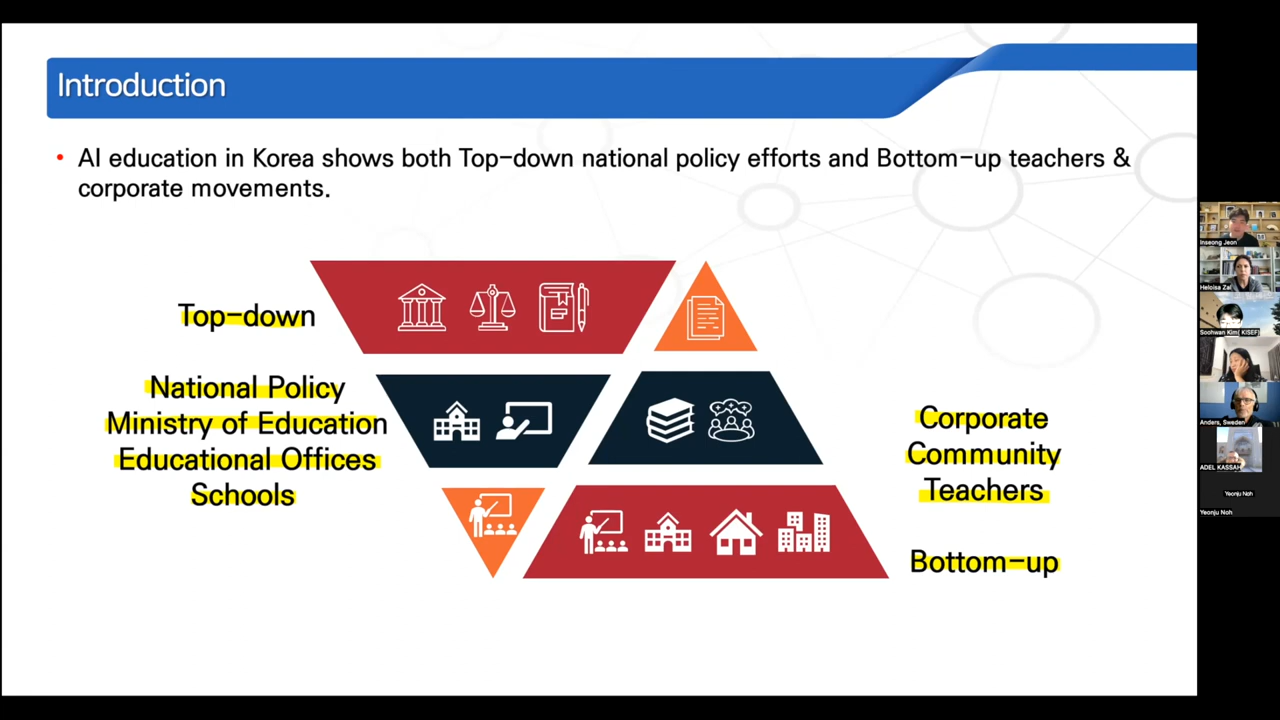 Introduction
• AI education in Korea shows both Top-down national policy efforts and Bottom-up teachers &
corporate movements.
Top-down
National Policy
Ministry of Education
Educational Offices
Schools
Corporate
Community
Teachers
Bottom-up
Inseong Jeon
Heloisa Zal
Soohwan Kim( KISEF)
Anders, Sweden
ADEL KASSAH
Yeonju Noh
Yeonju Noh